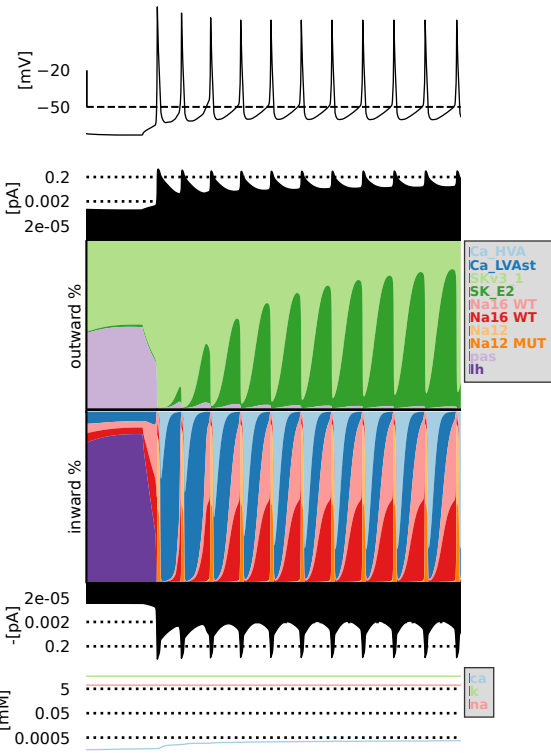 [mV]
−20
−50
[pA]
0.2
0.002
2e-05
outward %
Ca_HVA
Ca_LVAst
SKv3_1
SK_E2
Na16 WT
Na16 WT
Na12
Na12 MUT
pas
Ih
inward %
-[pA]
2e-05
0.002
0.2
[mM]
5
0.05
0.0005
ca
k
na